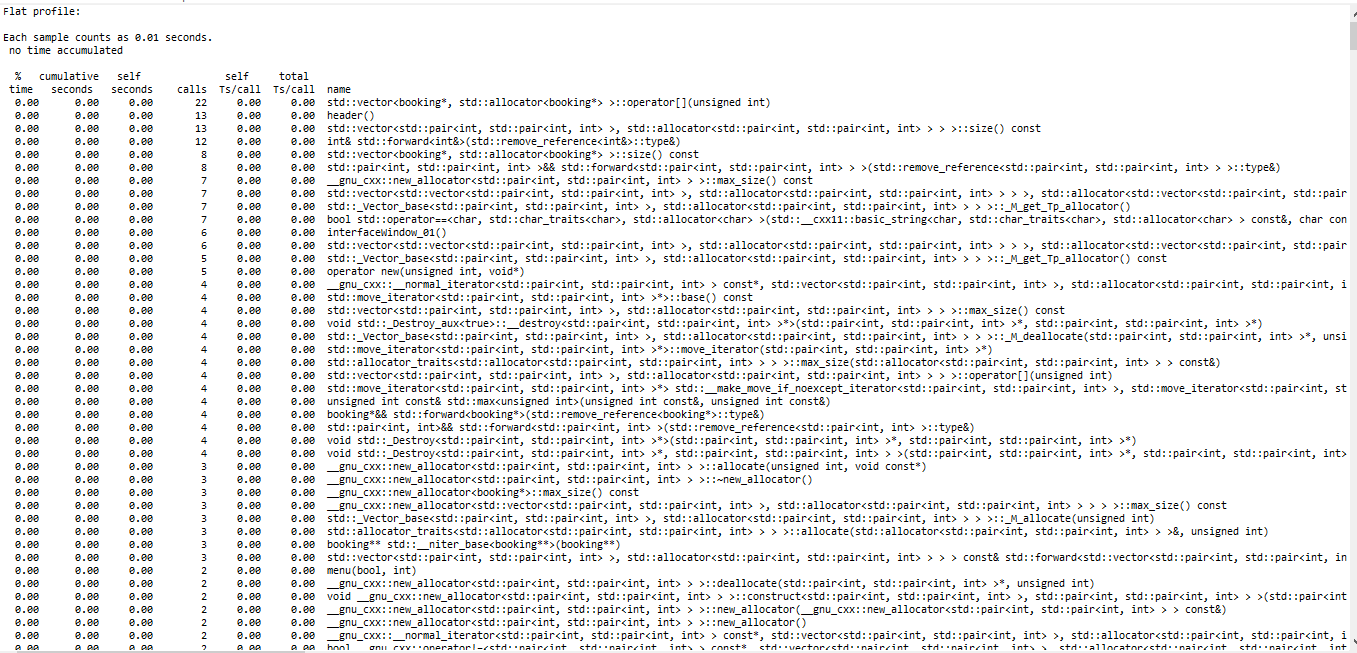 Flat profile:
Each sample counts as 0.01 seconds.
no time accumulated
% cumulative self self total
time seconds seconds calls Ts/call Ts/call name
0.00 0.00 0.00 22 0.00 0.00 std::vector<booking*, std::allocator<booking*> >::operator[](unsigned int)
0.00 0.00 0.00 13 0.00 0.00 header()
0.00 0.00 0.00 13 0.00 0.00 std::vector<std::pair<int, std::pair<int, int> >, std::allocator<std::pair<int, std::pair<int, int> > > >::size() const
0.00 0.00 0.00 12 0.00 0.00 int& std::forward<int&>(std::remove_reference<int&>::type&)
0.00 0.00 0.00 8 0.00 0.00 std::vector<booking*, std::allocator<booking*> >::size() const
0.00 0.00 0.00 8 0.00 0.00 std::pair<int, std::pair<int, int> >&& std::forward<std::pair<int, std::pair<int, int> > >(std::remove_reference<std::pair<int, std::pair<int, int> > >::type&)
0.00 0.00 0.00 7 0.00 0.00 __gnu_cxx::new_allocator<std::pair<int, std::pair<int, int> > >::max_size() const
0.00 0.00 0.00 7 0.00 0.00 std::vector<std::vector<std::pair<int, std::pair<int, int> >, std::allocator<std::pair<int, std::pair<int, int> > > >, std::allocator<std::vector<std::pair<int, std::pair
0.00 0.00 0.00 7 0.00 0.00 std::_Vector_base<std::pair<int, std::pair<int, int> >, std::allocator<std::pair<int, std::pair<int, int> > > >::_M_get_Tp_allocator()
0.00 0.00 0.00 7 0.00 0.00 bool std::operator==<char, std::char_traits<char>, std::allocator<char> >(std::__cxx11::basic_string<char, std::char_traits<char>, std::allocator<char> > const&, char con
0.00 0.00 0.00 6 0.00 0.00 interfaceWindow_01()
0.00 0.00 0.00 6 0.00 0.00 std::vector<std::vector<std::pair<int, std::pair<int, int> >, std::allocator<std::pair<int, std::pair<int, int> > > >, std::allocator<std::vector<std::pair<int, std::pair
0.00 0.00 0.00 5 0.00 0.00 std::_Vector_base<std::pair<int, std::pair<int, int> >, std::allocator<std::pair<int, std::pair<int, int> > > >::_M_get_Tp_allocator() const
0.00 0.00 0.00 5 0.00 0.00 operator new(unsigned int, void*)
0.00 0.00 0.00 4 0.00 0.00 __gnu_cxx::__normal_iterator<std::pair<int, std::pair<int, int> > const*, std::vector<std::pair<int, std::pair<int, int> >, std::allocator<std::pair<int, std::pair<int, i
0.00 0.00 0.00 4 0.00 0.00 std::move_iterator<std::pair<int, std::pair<int, int> >*>::base() const
0.00 0.00 0.00 4 0.00 0.00 std::vector<std::pair<int, std::pair<int, int> >, std::allocator<std::pair<int, std::pair<int, int> > > >::max_size() const
0.00 0.00 0.00 4 0.00 0.00 void std::_Destroy_aux<true>::__destroy<std::pair<int, std::pair<int, int> >*>(std::pair<int, std::pair<int, int> >*, std::pair<int, std::pair<int, int> >*)
0.00 0.00 0.00 4 0.00 0.00 std::_Vector_base<std::pair<int, std::pair<int, int> >, std::allocator<std::pair<int, std::pair<int, int> > > >::_M_deallocate(std::pair<int, std::pair<int, int> >*, unsi
0.00 0.00 0.00 4 0.00 0.00 std::move_iterator<std::pair<int, std::pair<int, int> >*>::move_iterator(std::pair<int, std::pair<int, int> >*)
0.00 0.00 0.00 4 0.00 0.00 std::allocator_traits<std::allocator<std::pair<int, std::pair<int, int> > > >::max_size(std::allocator<std::pair<int, std::pair<int, int> > > const&)
0.00 0.00 0.00 4 0.00 0.00 std::vector<std::pair<int, std::pair<int, int> >, std::allocator<std::pair<int, std::pair<int, int> > > >::operator[](unsigned int)
0.00 0.00 0.00 4 0.00 0.00 std::move_iterator<std::pair<int, std::pair<int, int> >*> std::__make_move_if_noexcept_iterator<std::pair<int, std::pair<int, int> >, std::move_iterator<std::pair<int, st
0.00 0.00 0.00 4 0.00 0.00 unsigned int const& std::max<unsigned int>(unsigned int const&, unsigned int const&)
0.00 0.00 0.00 4 0.00 0.00 booking*&& std::forward<booking*>(std::remove_reference<booking*>::type&)
0.00 0.00 0.00 4 0.00 0.00 std::pair<int, int>&& std::forward<std::pair<int, int> >(std::remove_reference<std::pair<int, int> >::type&)
0.00 0.00 0.00 4 0.00 0.00 void std::_Destroy<std::pair<int, std::pair<int, int> >*>(std::pair<int, std::pair<int, int> >*, std::pair<int, std::pair<int, int> >*)
0.00 0.00 0.00 4 0.00 0.00 void std::_Destroy<std::pair<int, std::pair<int, int> >*, std::pair<int, std::pair<int, int> > >(std::pair<int, std::pair<int, int> >*, std::pair<int, std::pair<int, int>
0.00 0.00 0.00 3 0.00 0.00 __gnu_cxx::new_allocator<std::pair<int, std::pair<int, int> > >::allocate(unsigned int, void const*)
0.00 0.00 0.00 3 0.00 0.00 __gnu_cxx::new_allocator<std::pair<int, std::pair<int, int> > >::~new_allocator()
0.00 0.00 0.00 3 0.00 0.00 __gnu_cxx::new_allocator<booking*>::max_size() const
0.00 0.00 0.00 3 0.00 0.00 __gnu_cxx::new_allocator<std::vector<std::pair<int, std::pair<int, int> >, std::allocator<std::pair<int, std::pair<int, int> > > > >::max_size() const
0.00 0.00 0.00 3 0.00 0.00 std::_Vector_base<std::pair<int, std::pair<int, int> >, std::allocator<std::pair<int, std::pair<int, int> > > >::_M_allocate(unsigned int)
0.00 0.00 0.00 3 0.00 0.00 std::allocator_traits<std::allocator<std::pair<int, std::pair<int, int> > > >::allocate(std::allocator<std::pair<int, std::pair<int, int> > >&, unsigned int)
0.00 0.00 0.00 3 0.00 0.00 booking** std::__niter_base<booking**>(booking**)
0.00 0.00 0.00 3 0.00 0.00 std::vector<std::pair<int, std::pair<int, int> >, std::allocator<std::pair<int, std::pair<int, int> > > > const& std::forward<std::vector<std::pair<int, std::pair<int, in
0.00 0.00 0.00 2 0.00 0.00 menu(bool, int)
0.00 0.00 0.00 2 0.00 0.00 __gnu_cxx::new_allocator<std::pair<int, std::pair<int, int> > >::deallocate(std::pair<int, std::pair<int, int> >*, unsigned int)
0.00 0.00 0.00 2 0.00 0.00 void __gnu_cxx::new_allocator<std::pair<int, std::pair<int, int> > >::construct<std::pair<int, std::pair<int, int> >, std::pair<int, std::pair<int, int> > >(std::pair<int
0.00 0.00 0.00 2 0.00 0.00 __gnu_cxx::new_allocator<std::pair<int, std::pair<int, int> > >::new_allocator(__gnu_cxx::new_allocator<std::pair<int, std::pair<int, int> > > const&)
0.00 0.00 0.00 2 0.00 0.00 __gnu_cxx::new_allocator<std::pair<int, std::pair<int, int> > >::new_allocator()
0.00 0.00 0.00 2 0.00 0.00 __gnu_cxx::__normal_iterator<std::pair<int, std::pair<int, int> > const*, std::vector<std::pair<int, std::pair<int, int> >, std::allocator<std::pair<int, std::pair<int, i
0.00 0.00 0.00 2 0.00 0.00 bool __gnu_cxx::operator!=<std::pair<int, std::pair<int, int> > const*, std::vector<std::pair<int, std::pair<int, int> >, std::allocator<std::pair<int, std::pair<int, int